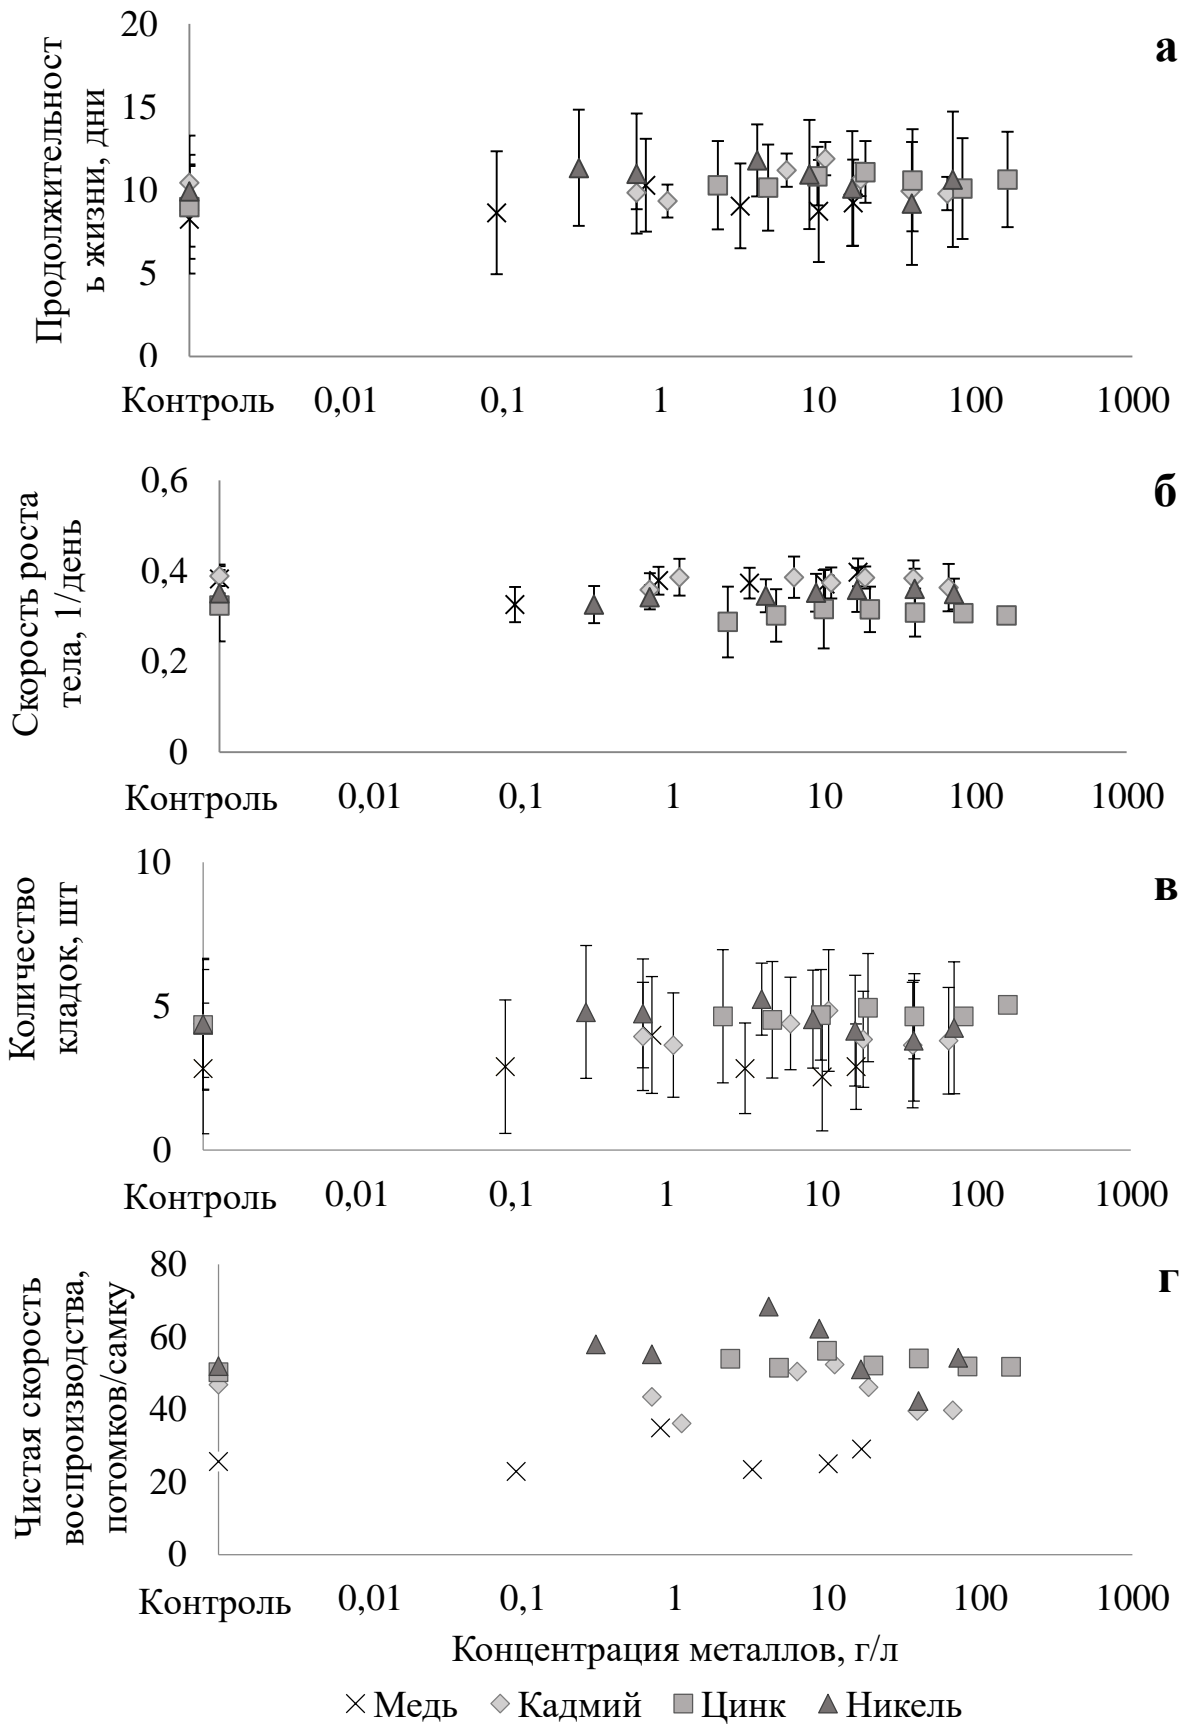 а
Продолжительност
ь жизни, дни
20
15
10
5
0
Контроль 0,01 0,1 1 10 100 1000
б
Скорость роста
тела, 1/день
0,6
0,4
0,2
0
Контроль 0,01 0,1 1 10 100 1000
в
Количество
кладок, шт
10
5
0
Контроль 0,01 0,1 1 10 100 1000
г
Чистая скорость
воспроизводства,
потомков/самку
80
60
40
20
0
Контроль 0,01 0,1 1 10 100 1000
Концентрация металлов, г/л
Медь Кадмий Цинк Никель